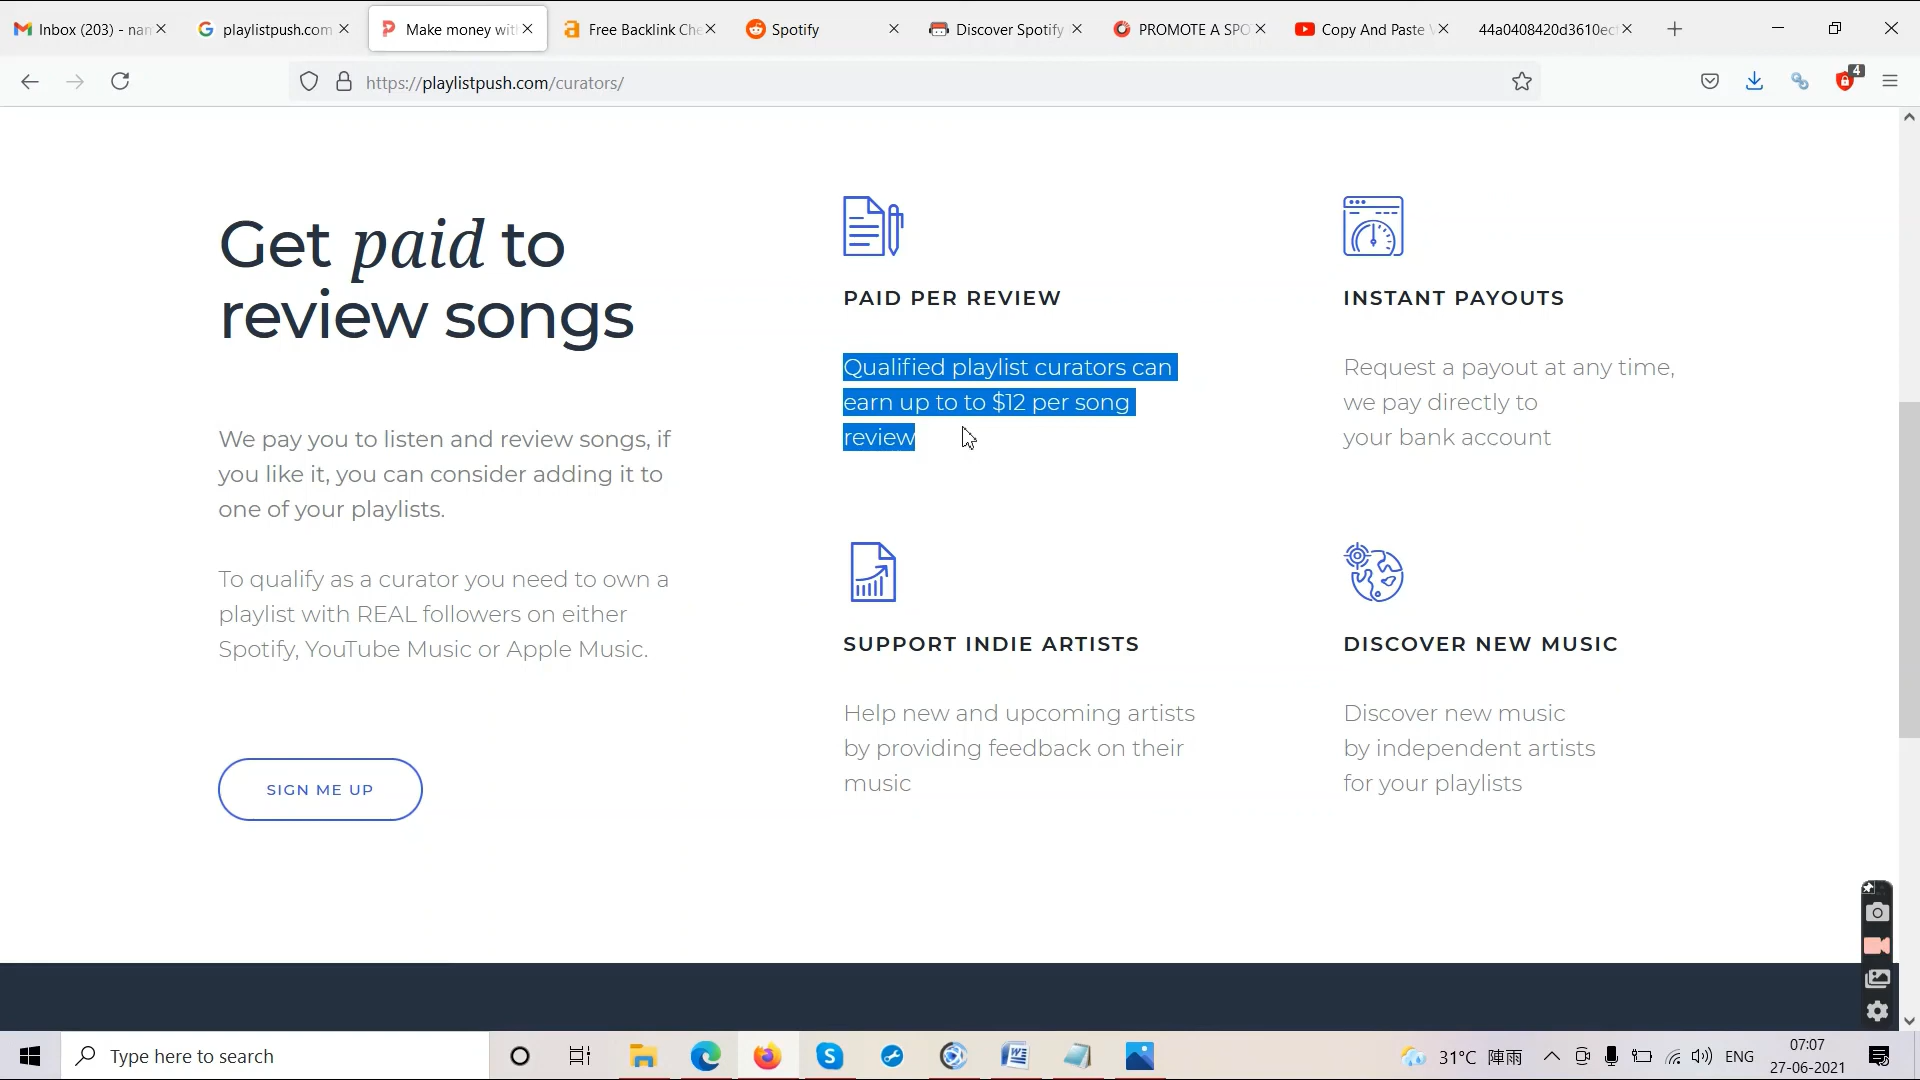 Inbox (203) - nan
playlistpush.com
Make money wit
Free Backlink Che
Spotify
Discover Spotify
PROMOTE A SPO
Copy And Paste V
44a0408420d3610ec
https://playlistpush.com/curators/
4
Get paid to
review songs
We pay you to listen and review songs, if
you like it, you can consider adding it to
one of your playlists.
To qualify as a curator you need to own a
playlist with REAL followers on either
Spotify, YouTube Music or Apple Music.
SIGN ME UP
PAID PER REVIEW
Qualified playlist curators can
earn up to to $12 per song
review
INSTANT PAYOUTS
Request a payout at any time,
we pay directly to
your bank account
SUPPORT INDIE ARTISTS
Help new and upcoming artists
by providing feedback on their
music
DISCOVER NEW MUSIC
Discover new music
by independent artists
for your playlists
Type here to search
31°C 陣雨
ENG
07:07
27-06-2021